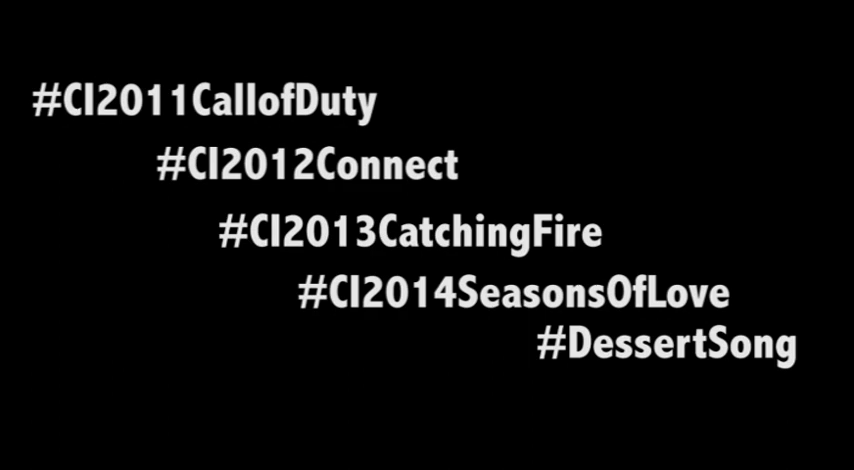 #CI2011CallofDuty
#CI2012Connect
#CI2013CatchingFire
#CI2014SeasonsOfLove
#DessertSong